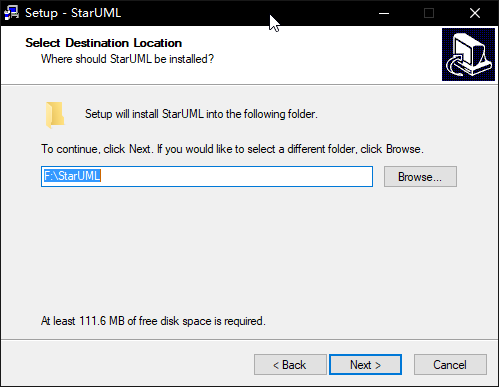 Setup - StarUML
Select Destination Location
Where should StarUML be installed?
Setup will install StarUML into the following folder.
To continue, click Next. If you would like to select a different folder, click Browse.
F:\StarUML
Browse...
At least 111.6 MB of free disk space is required.
< Back
Next >
Cancel